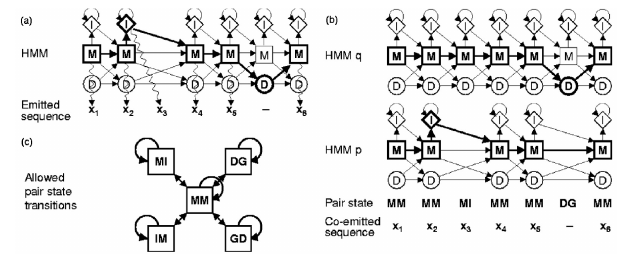 (a)
I I I I I I
HMM M M M M M M
D D D D D D
Emitted
sequence x₁ x₂ x₃ x₄ x₅ – x₆
(b)
I I I I I I
HMM q M M M M M M
D D D D D D
I I I I I
HMM p M M M M M
D D D D D
Pair state MM MM MI MM MM DG MM
Co-emitted
sequence x₁ x₂ x₃ x₄ x₅ – x₆
(c)
Allowed
pair state
transitions
MI DG
MM
IM GD